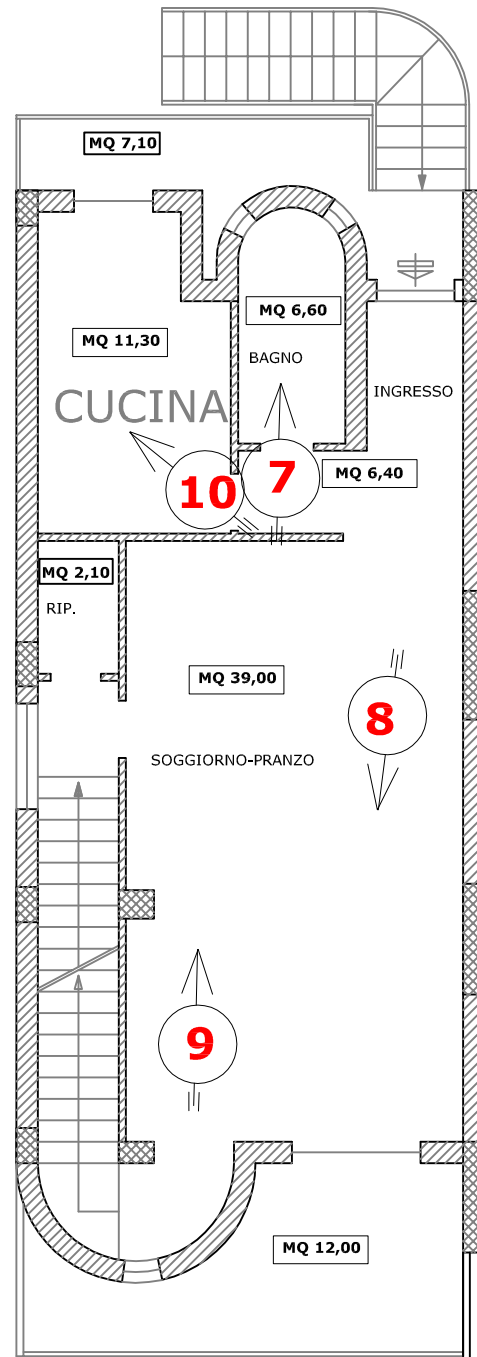 MQ 7,10
MQ 6,60
MQ 11,30
BAGNO
INGRESSO
CUCINA
MQ 6,40
7
10
MQ 2,10
RIP.
MQ 39,00
8
SOGGIORNO-PRANZO
9
MQ 12,00